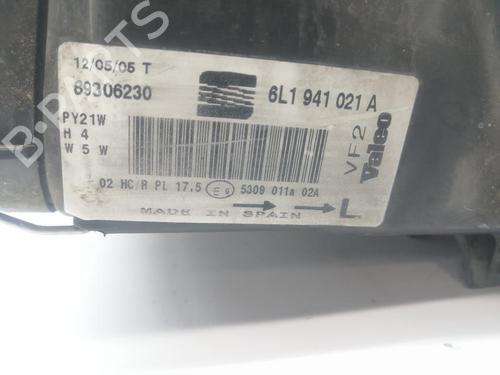 B-PARTS
12/05/05 T
89306230
6L1 941 021 A
PY21W
H 4
W 5 W
VF2
Valeo
02 HC/R PL 17.5 E9 5309 011a 02A
MADE IN SPAIN
L